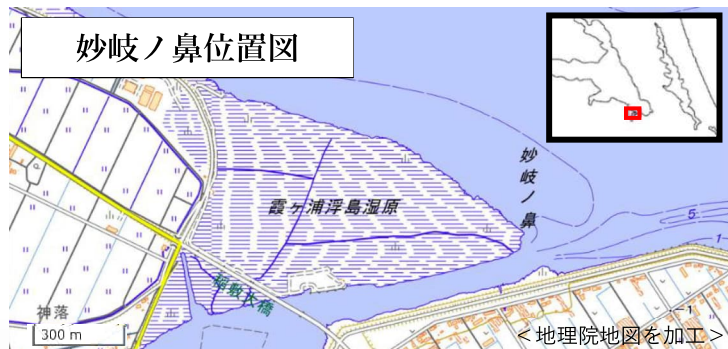 妙岐ノ鼻位置図
妙岐ノ鼻
霞ヶ浦浮島湿原
5
1
稲敷大橋
神落
1
300 m
＜地理院地図を加工＞